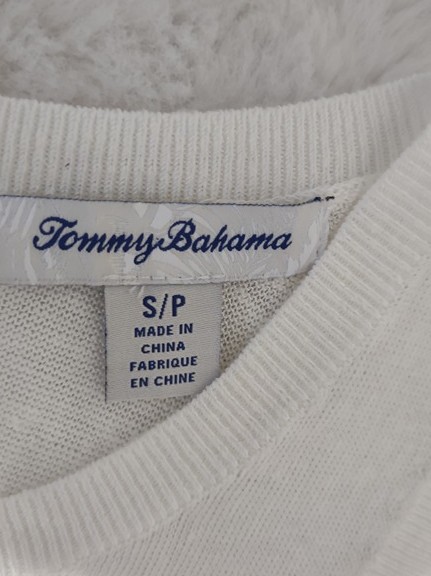 Tommy Bahama
S/P
MADE IN
CHINA
FABRIQUE
EN CHINE